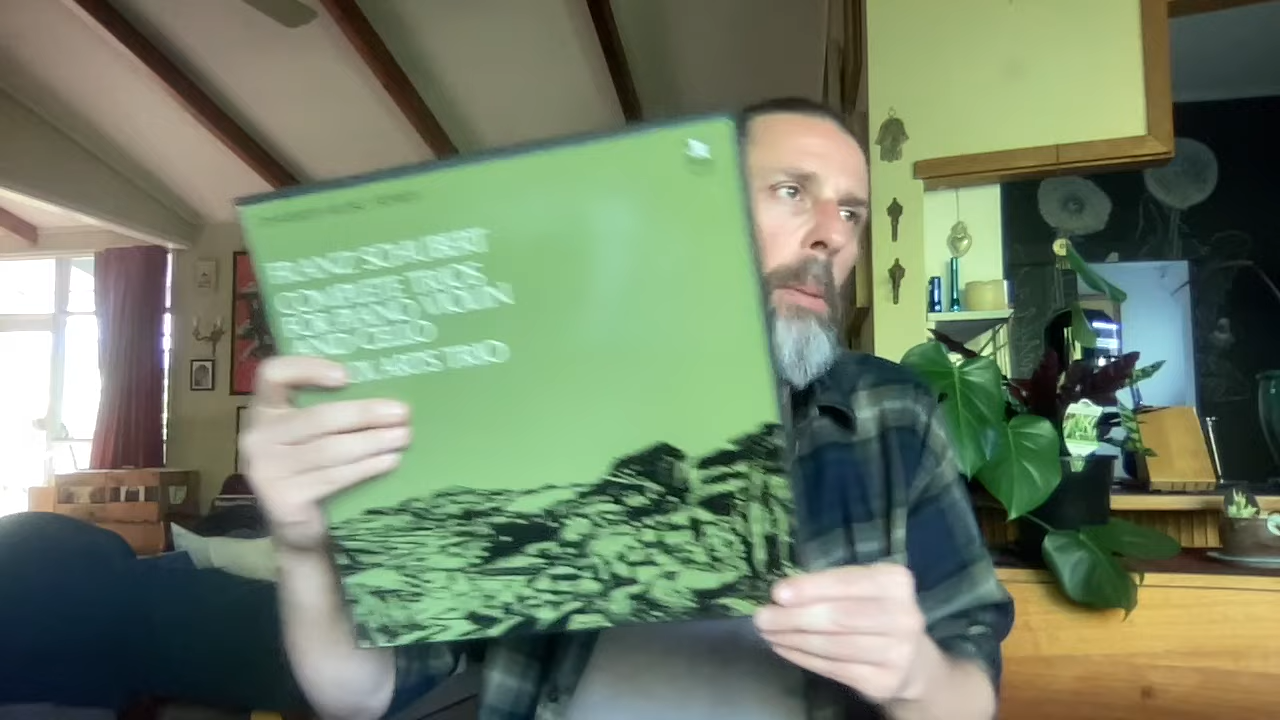 FRANZ SCHUBERT
COMPLETE TRIOS
FOR PIANO, VIOLIN
AND CELLO
BEAUX ARTS TRIO